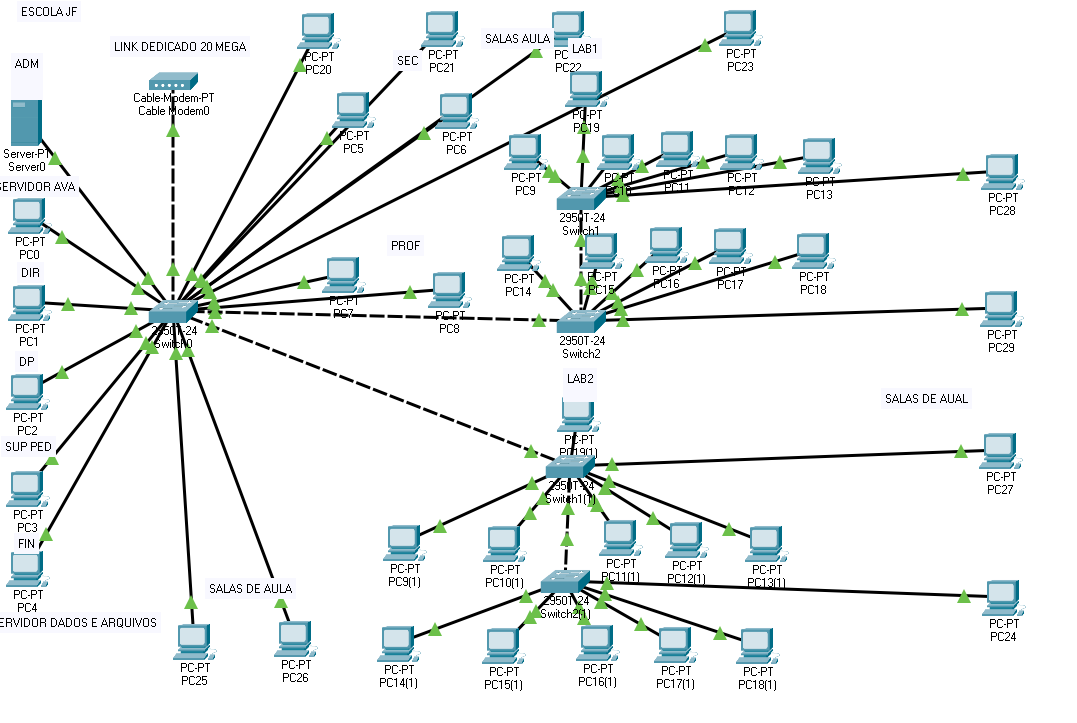 ESCOLA JF
LINK DEDICADO 20 MEGA
SALAS AULA
LAB1
SEC
ADM
PC-PT
PC20
PC-PT
PC21
PC22
PC-PT
PC23
Cable-Modem-PT
Cable Modem0
PC-PT
PC5
PC-PT
PC6
PC-PT
PC19
Server-PT
Server0
SERVIDOR AVA
PC-PT
PC9
PC-PT
PC10
PC-PT
PC11
PC-PT
PC12
PC-PT
PC13
PC-PT
PC28
2950T-24
Switch1
PC-PT
PC0
DIR
PROF
PC-PT
PC14
PC-PT
PC15
PC-PT
PC16
PC-PT
PC17
PC-PT
PC18
PC-PT
PC1
2950T-24
Switch0
PC-PT
PC7
PC-PT
PC8
2950T-24
Switch2
PC-PT
PC29
DP
LAB2
SALAS DE AUAL
PC-PT
PC2
SUP PED
PC-PT
PC19(1)
PC-PT
PC27
2950T-24
Switch1(1)
PC-PT
PC3
FIN
PC-PT
PC9(1)
PC-PT
PC10(1)
PC-PT
PC11(1)
PC-PT
PC12(1)
PC-PT
PC13(1)
PC-PT
PC4
SALAS DE AULA
2950T-24
Switch2(1)
PC-PT
PC24
SERVIDOR DADOS E ARQUIVOS
PC-PT
PC25
PC-PT
PC26
PC-PT
PC14(1)
PC-PT
PC15(1)
PC-PT
PC16(1)
PC-PT
PC17(1)
PC-PT
PC18(1)